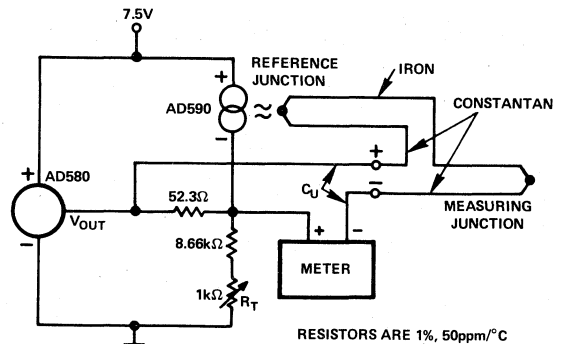 7.5V
REFERENCE
JUNCTION
IRON
+
AD590
CONSTANTAN
−
+
+
AD580
CU
−
52.3Ω
VOUT
MEASURING
JUNCTION
−
8.66kΩ
+ −
METER
1kΩ RT
RESISTORS ARE 1%, 50ppm/°C